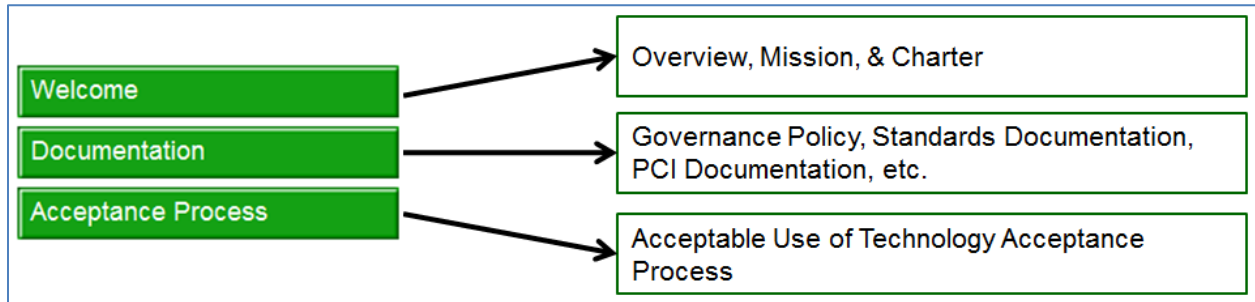 Welcome
Documentation
Acceptance Process
Overview, Mission, & Charter
Governance Policy, Standards Documentation,
PCI Documentation, etc.
Acceptable Use of Technology Acceptance
Process